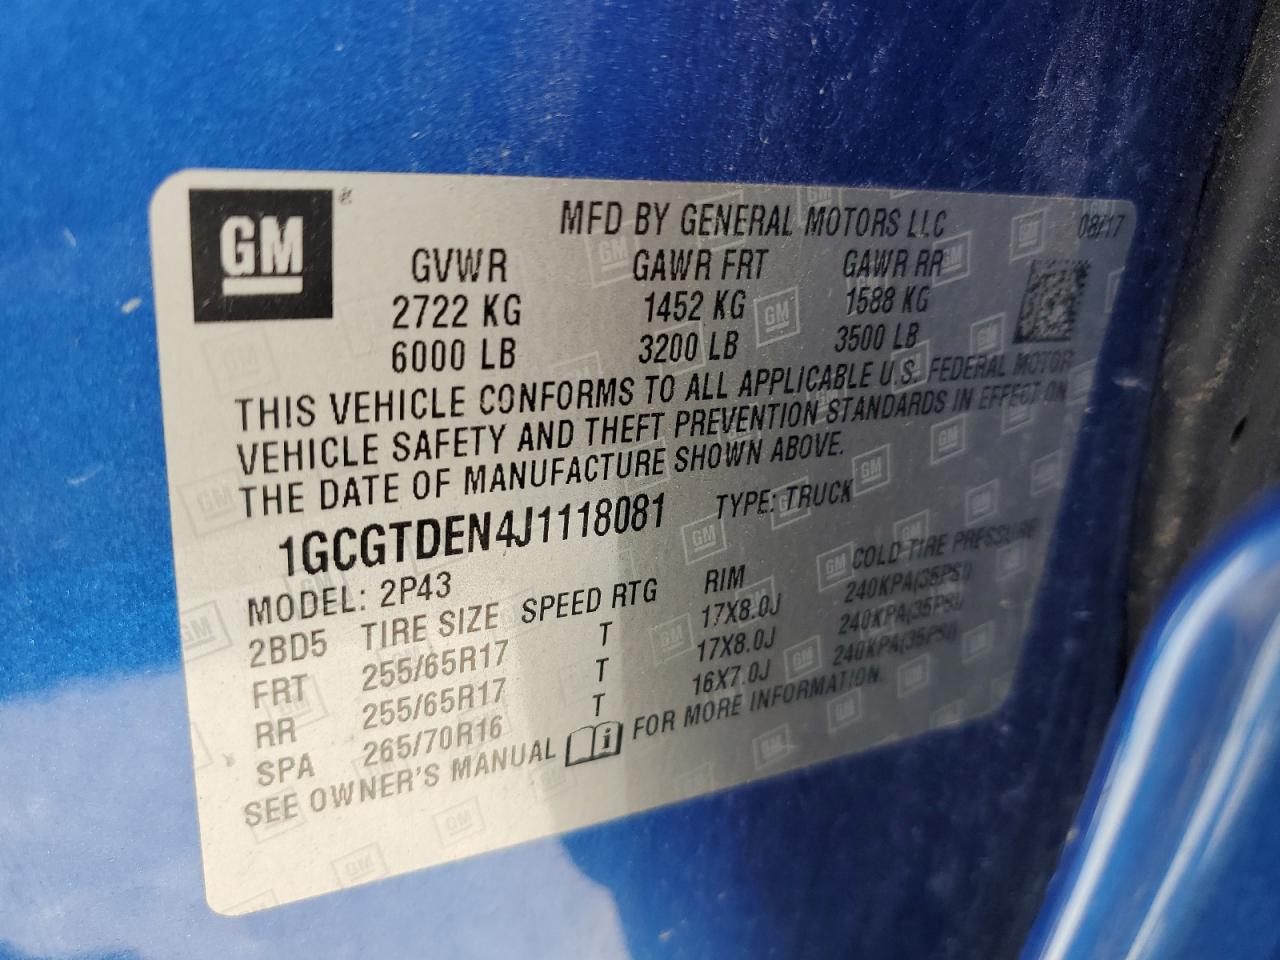 GM
MFD BY GENERAL MOTORS LLC 08/17
GVWR GAWR FRT GAWR RR
2722 KG 1452 KG 1588 KG
6000 LB 3200 LB 3500 LB
THIS VEHICLE CONFORMS TO ALL APPLICABLE U.S. FEDERAL MOTOR
VEHICLE SAFETY AND THEFT PREVENTION STANDARDS IN EFFECT ON
THE DATE OF MANUFACTURE SHOWN ABOVE.
1GCGTDEN4J1118081 TYPE: TRUCK
MODEL: 2P43
2BD5 TIRE SIZE SPEED RTG RIM COLD TIRE PRESSURE
FRT 255/65R17 T 17X8.0J 240KPA(35PSI)
RR 255/65R17 T 17X8.0J 240KPA(35PSI)
SPA 265/70R16 T 16X7.0J 240KPA(35PSI)
SEE OWNER'S MANUAL i FOR MORE INFORMATION.